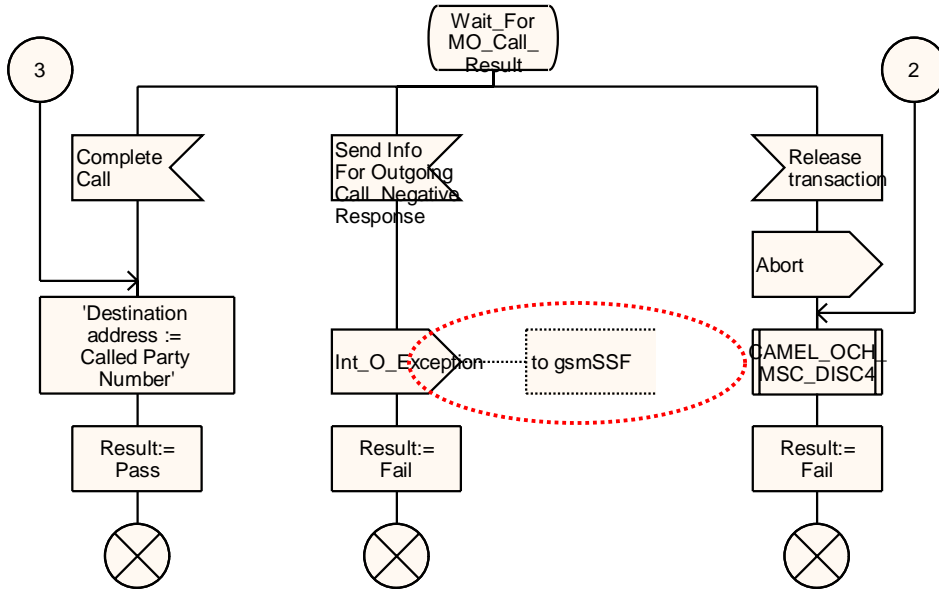 Wait_For
MO_Call_
Result
3
2
Complete
Call
Send Info
For Outgoing
Call_Negative
Response
Release
transaction
Abort
'Destination
address :=
Called Party
Number'
Int_O_Exception
to gsmSSF
CAMEL_OCH_
MSC_DISC4
Result:=
Pass
Result:=
Fail
Result:=
Fail